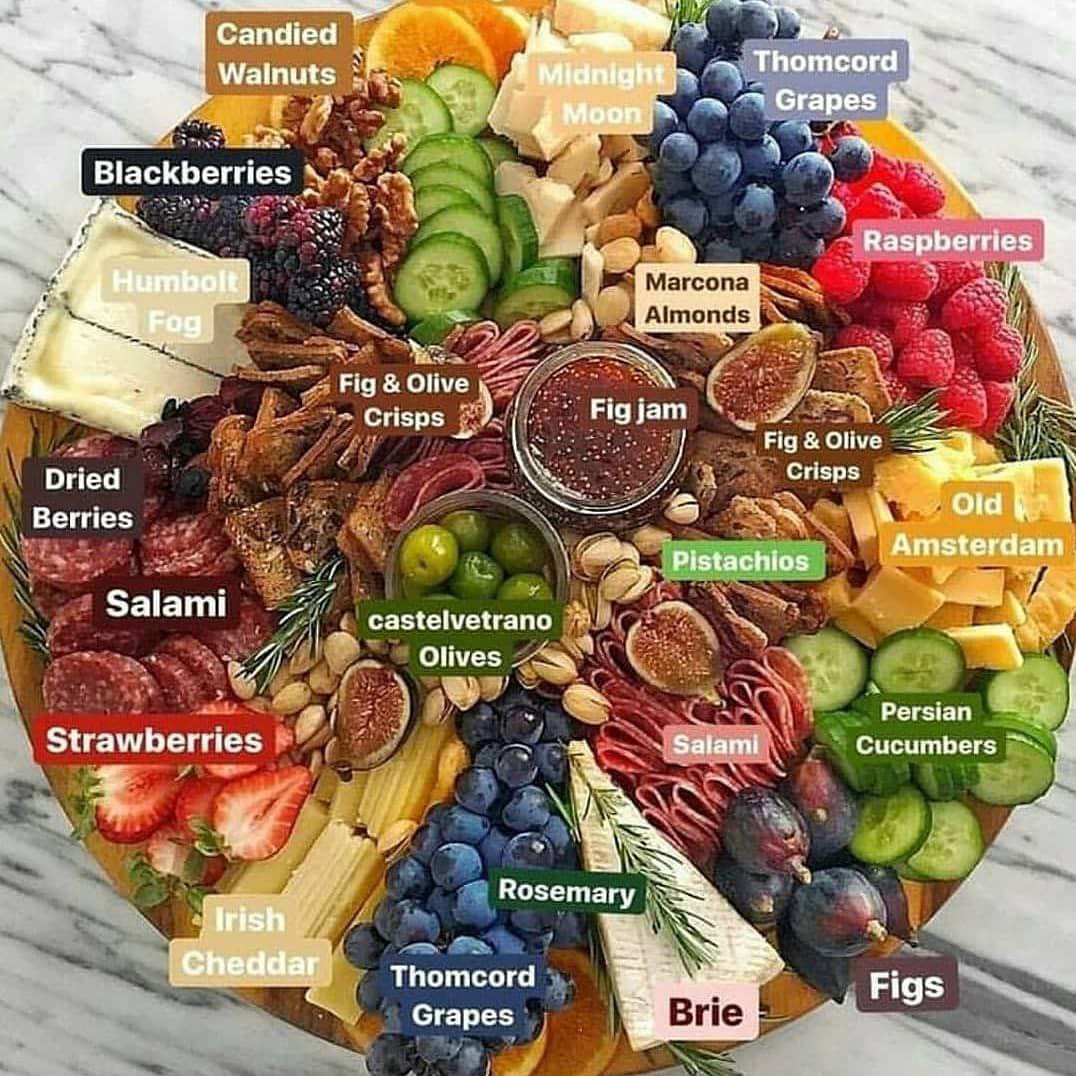 Candied
Walnuts
Midnight
Moon
Thomcord
Grapes
Blackberries
Raspberries
Humbolt
Fog
Marcona
Almonds
Fig & Olive
Crisps
Fig jam
Fig & Olive
Crisps
Dried
Berries
Old
Amsterdam
Pistachios
Salami
castelvetrano
Olives
Persian
Cucumbers
Strawberries
Salami
Rosemary
Irish
Cheddar
Thomcord
Grapes
Brie
Figs